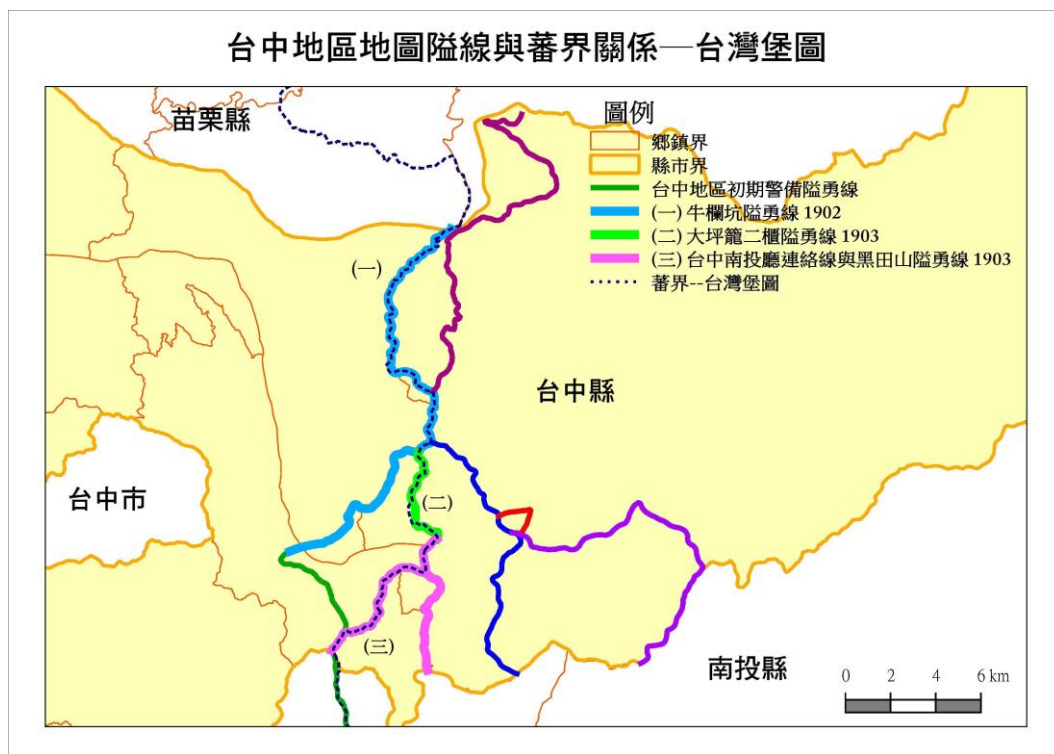 台中地區地圖隘線與蕃界關係—台灣堡圖
苗栗縣
圖例
鄉鎮界
縣市界
台中地區初期警備隘勇線
(一) 牛欄坑隘勇線 1902
(二) 大坪籠二櫃隘勇線 1903
(三) 台中南投廳連絡線與黑田山隘勇線 1903
蕃界--台灣堡圖
(一)
台中縣
台中市
(二)
(三)
南投縣
0 2 4 6 km